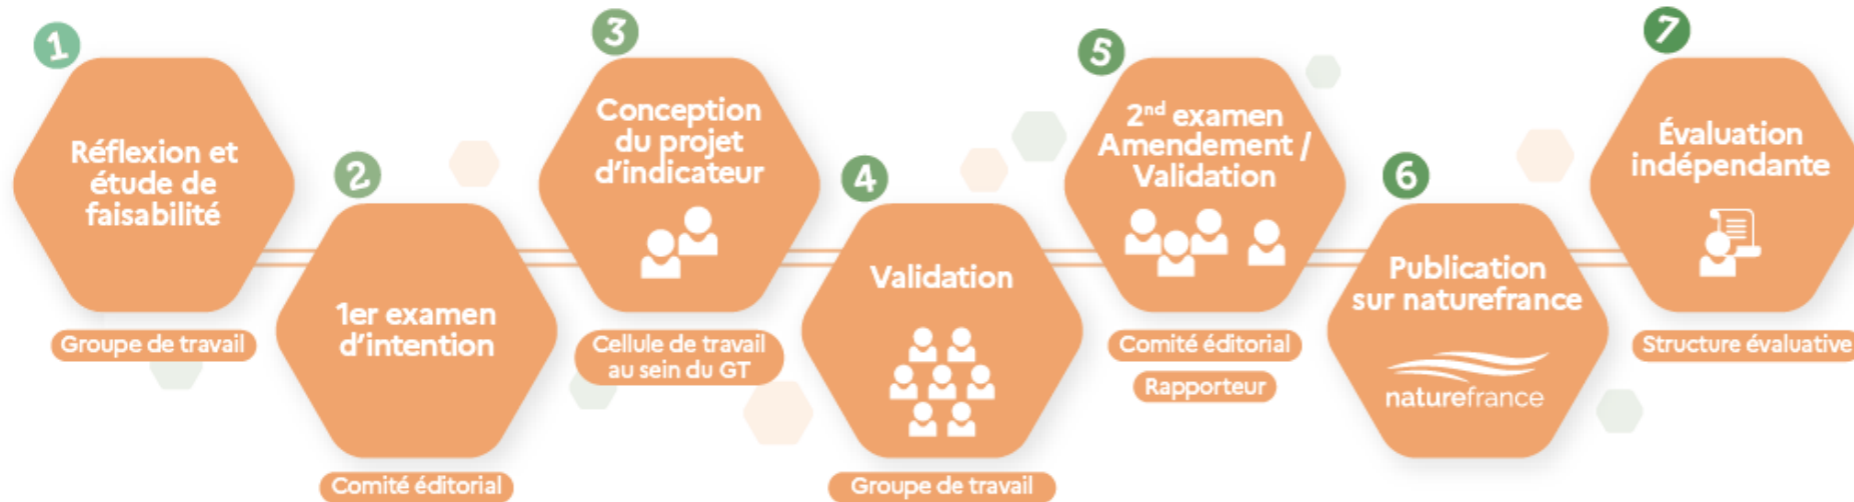 1
Réflexion et
étude de
faisabilité
Groupe de travail
2
1er examen
d'intention
Comité éditorial
3
Conception
du projet
d'indicateur
Cellule de travail
au sein du GT
4
Validation
Groupe de travail
5
2nd examen
Amendement /
Validation
Comité éditorial
Rapporteur
6
Publication
sur naturefrance
naturefrance
7
Évaluation
indépendante
Structure évaluative